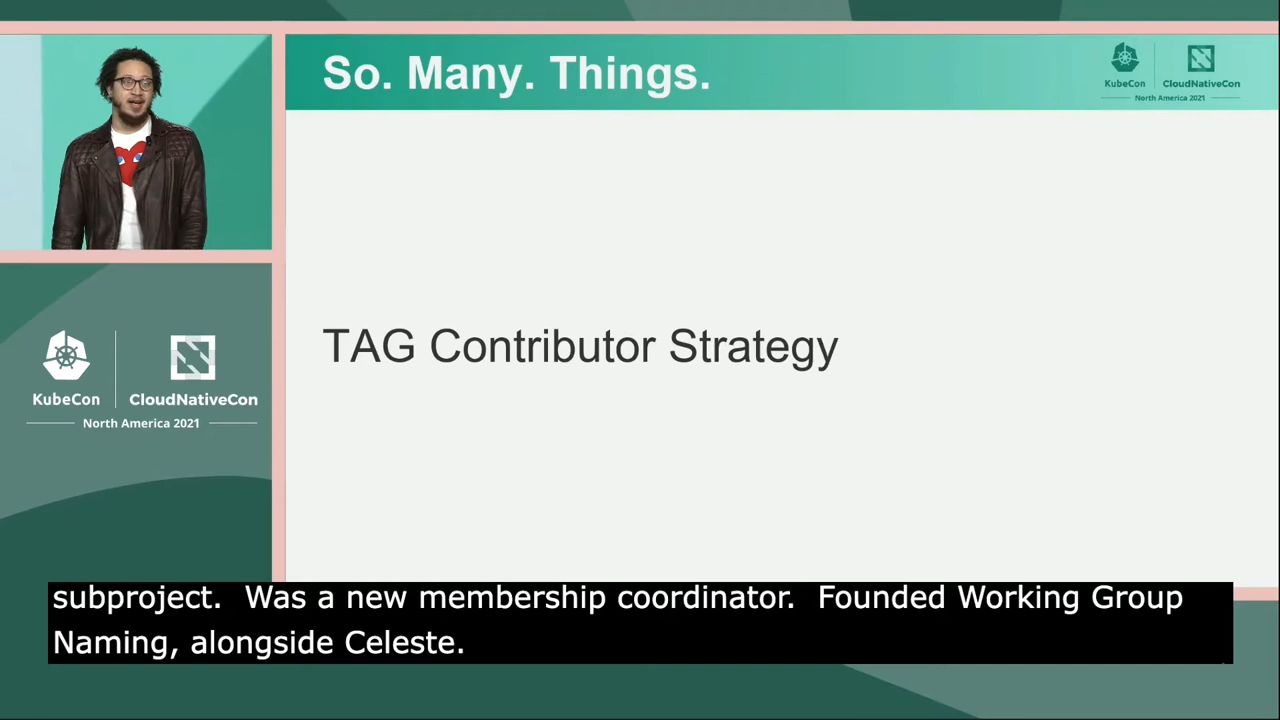 So. Many. Things.
KubeCon
CloudNativeCon
North America 2021
TAG Contributor Strategy
KubeCon
CloudNativeCon
North America 2021
subproject.  Was a new membership coordinator.  Founded Working Group
Naming, alongside Celeste.